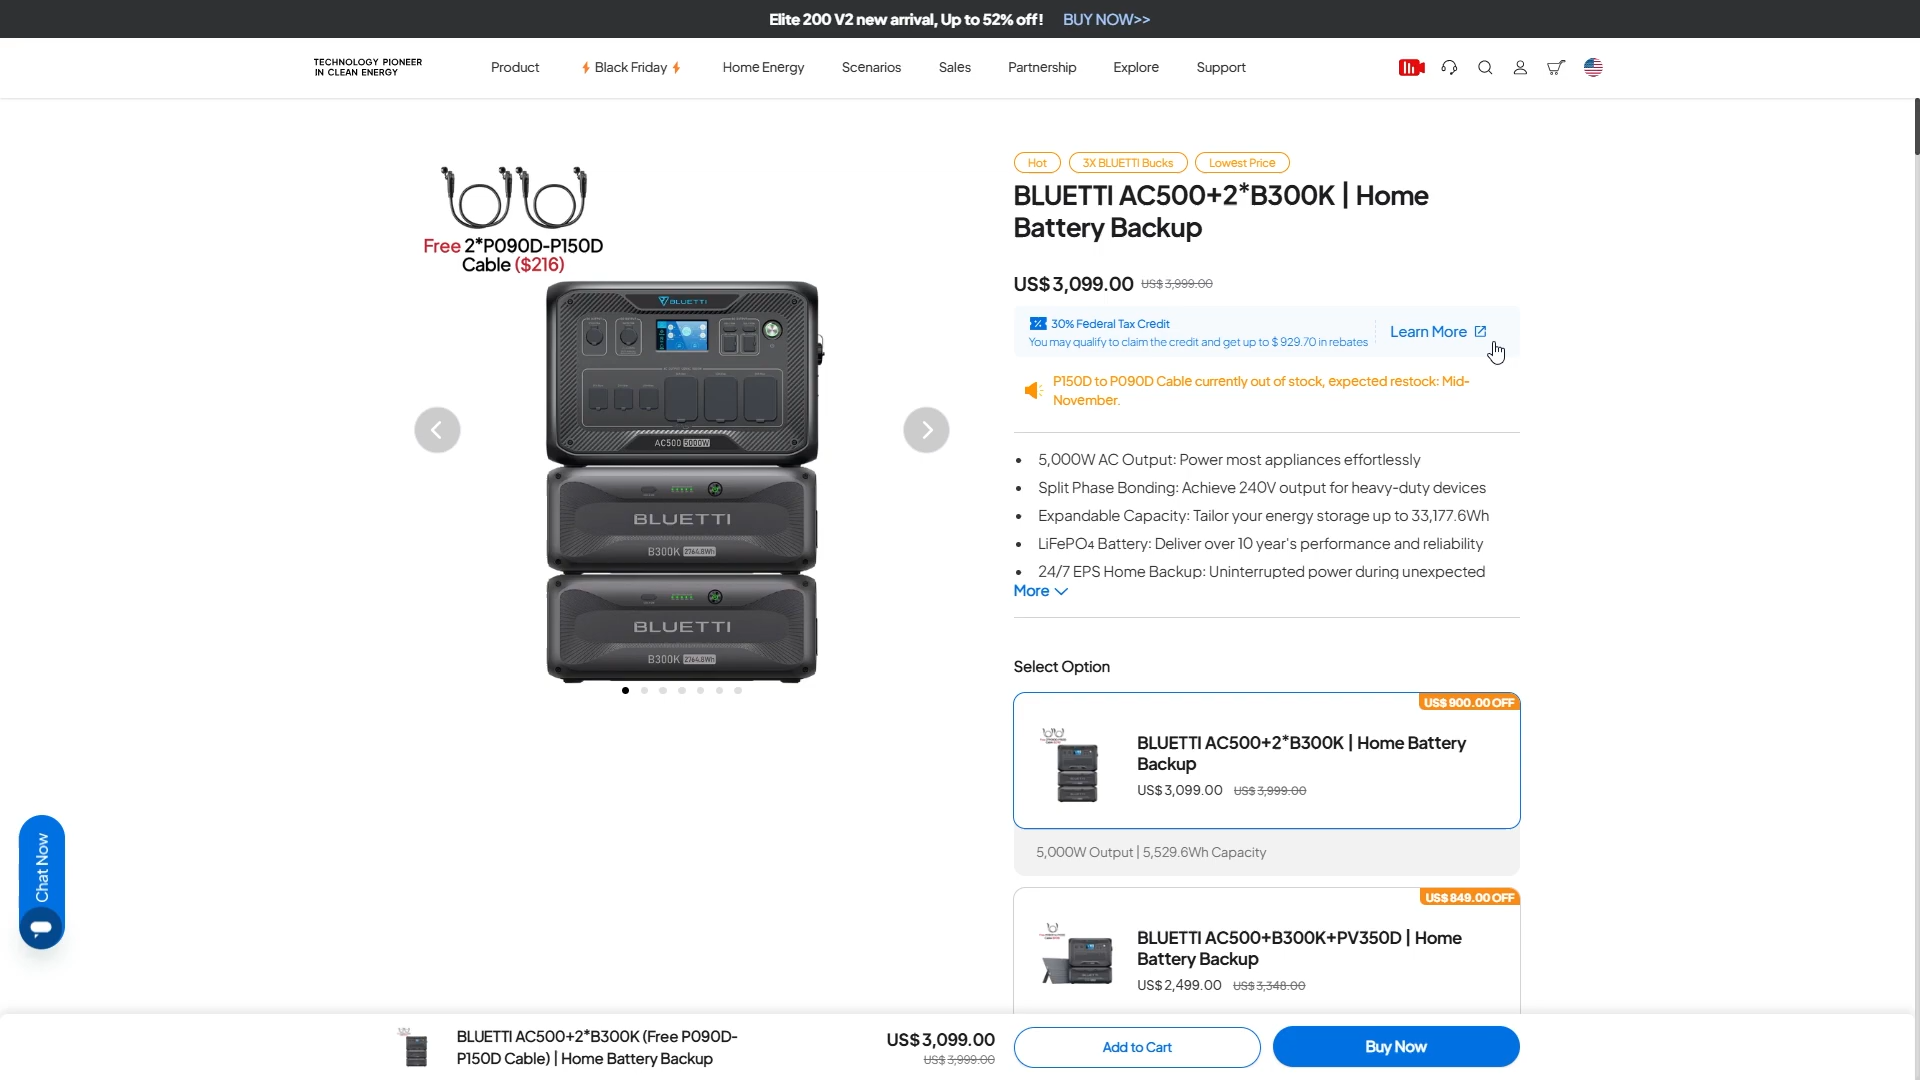 Elite 200 V2 new arrival, Up to 52% off! BUY NOW>>
TECHNOLOGY PIONEER
IN CLEAN ENERGY
Product
Black Friday
Home Energy
Scenarios
Sales
Partnership
Explore
Support
Free 2*P090D-P150D
Cable ($216)
BLUETTI
AC500 5000W
BLUETTI
B300K 2764.8Wh
BLUETTI
B300K 2764.8Wh
Hot
3X BLUETTI Bucks
Lowest Price
BLUETTI AC500+2*B300K | Home
Battery Backup
US$3,099.00 US$3,999.00
30% Federal Tax Credit
You may qualify to claim the credit and get up to $ 929.70 in rebates
Learn More
P150D to P090D Cable currently out of stock, expected restock: Mid-
November.
• 5,000W AC Output: Power most appliances effortlessly
• Split Phase Bonding: Achieve 240V output for heavy-duty devices
• Expandable Capacity: Tailor your energy storage up to 33,177.6Wh
• LiFePO₄ Battery: Deliver over 10 year's performance and reliability
• 24/7 EPS Home Backup: Uninterrupted power during unexpected
More
Select Option
US$ 900.00 OFF
BLUETTI AC500+2*B300K | Home Battery
Backup
US$3,099.00 US$3,999.00
5,000W Output | 5,529.6Wh Capacity
US$ 849.00 OFF
BLUETTI AC500+B300K+PV350D | Home
Battery Backup
US$2,499.00 US$3,348.00
Chat Now
BLUETTI AC500+2*B300K (Free P090D-
P150D Cable) | Home Battery Backup
US$3,099.00
US$3,999.00
Add to Cart
Buy Now